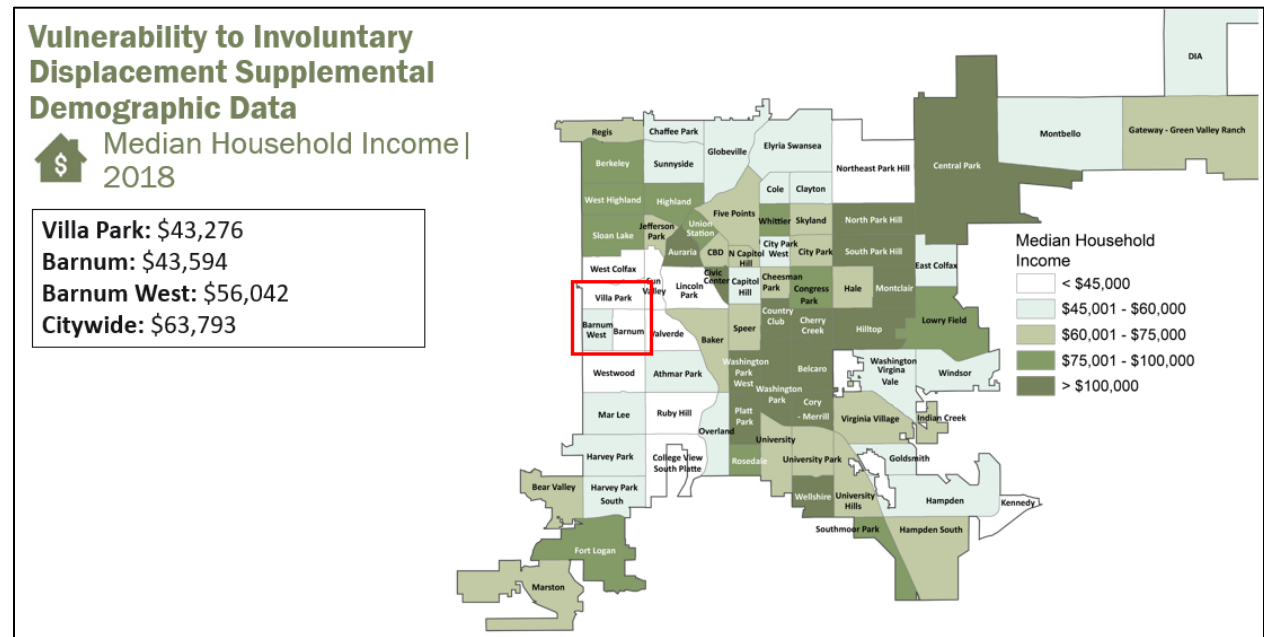 Vulnerability to Involuntary
Displacement Supplemental
Demographic Data
$
Median Household Income|
2018
Villa Park: $43,276
Barnum: $43,594
Barnum West: $56,042
Citywide: $63,793
DIA
Montbello
Gateway - Green Valley Ranch
Regis
Chaffee Park
Globeville
Elyria Swansea
Central Park
Berkeley
Sunnyside
Northeast Park Hill
Cole
Clayton
West Highland
Highland
Five Points
Whittier
Skyland
North Park Hill
Sloan Lake
Jefferson
Park
Union
Station
Auraria
CBD
N Capitol
Hill
City Park
West
City Park
South Park Hill
East Colfax
West Colfax
Sun
Valley
Lincoln
Park
Civic
Center
Capitol
Hill
Cheesman
Park
Congress
Park
Hale
Montclair
Villa Park
Barnum
West
Barnum
Valverde
Baker
Speer
Country
Club
Cherry
Creek
Hilltop
Lowry Field
Westwood
Athmar Park
Washington
Park
West
Washington
Park
Belcaro
Washington
Virgina
Vale
Windsor
Mar Lee
Ruby Hill
Overland
Platt
Park
Cory
- Merrill
Virginia Village
Indian Creek
Harvey Park
College View
South Platte
Rosedale
University
University Park
Goldsmith
Bear Valley
Harvey Park
South
Wellshire
University
Hills
Hampden
Kennedy
Fort Logan
Southmoor Park
Hampden South
Marston
Median Household
Income
< $45,000
$45,001 - $60,000
$60,001 - $75,000
$75,001 - $100,000
> $100,000